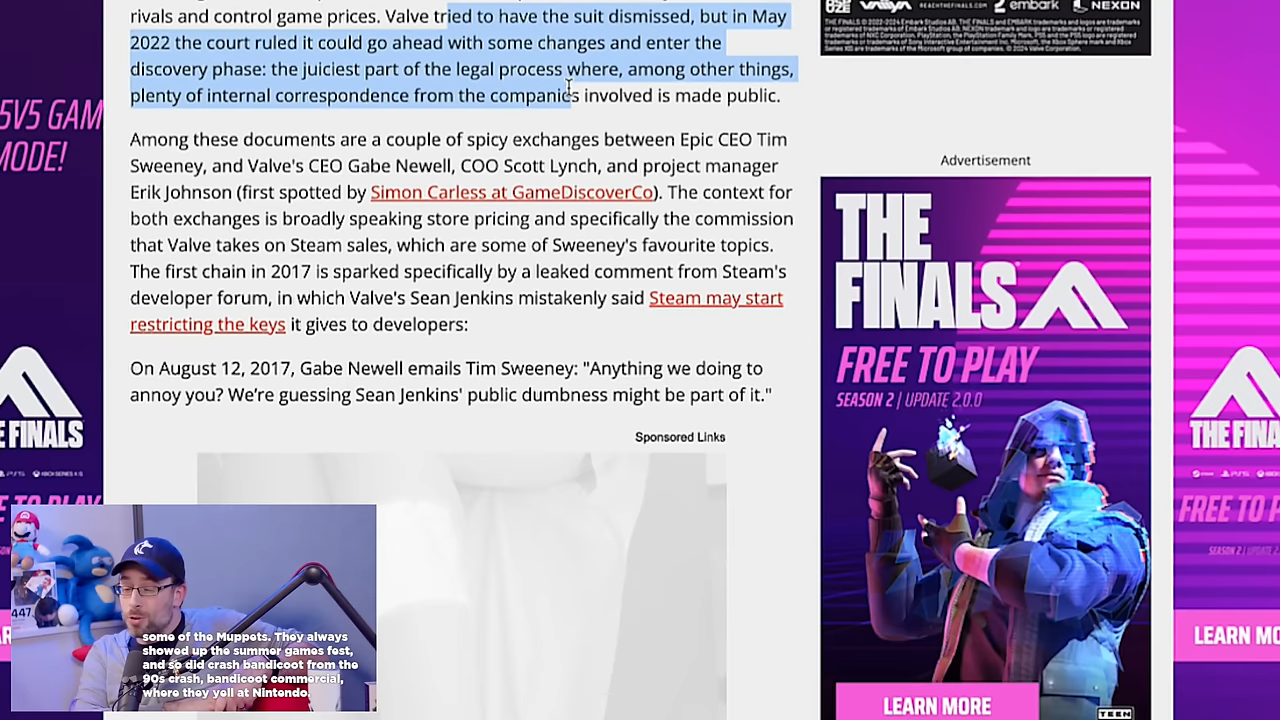 rivals and control game prices. Valve tried to have the suit dismissed, but in May
2022 the court ruled it could go ahead with some changes and enter the
discovery phase: the juiciest part of the legal process where, among other things,
plenty of internal correspondence from the companies involved is made public.
Among these documents are a couple of spicy exchanges between Epic CEO Tim
Sweeney, and Valve's CEO Gabe Newell, COO Scott Lynch, and project manager
Erik Johnson (first spotted by Simon Carless at GameDiscoverCo). The context for
both exchanges is broadly speaking store pricing and specifically the commission
that Valve takes on Steam sales, which are some of Sweeney's favourite topics.
The first chain in 2017 is sparked specifically by a leaked comment from Steam's
developer forum, in which Valve's Sean Jenkins mistakenly said Steam may start
restricting the keys it gives to developers:
On August 12, 2017, Gabe Newell emails Tim Sweeney: "Anything we doing to
annoy you? We're guessing Sean Jenkins' public dumbness might be part of it."
Sponsored Links
5V5 GAM
MODE!
E FINALS
447
some of the Muppets. They always
showed up the summer games fest,
and so did crash bandicoot from the
90s crash, bandicoot commercial,
where they yell at Nintendo.
REACHTHEFINALS.COM
embark
NEXON
Advertisement
THE
FINALS
FREE TO PLAY
SEASON 2 | UPDATE 2.0.0
LEARN MORE
TEEN
THE FINA
FREE TO P
LEARN MO